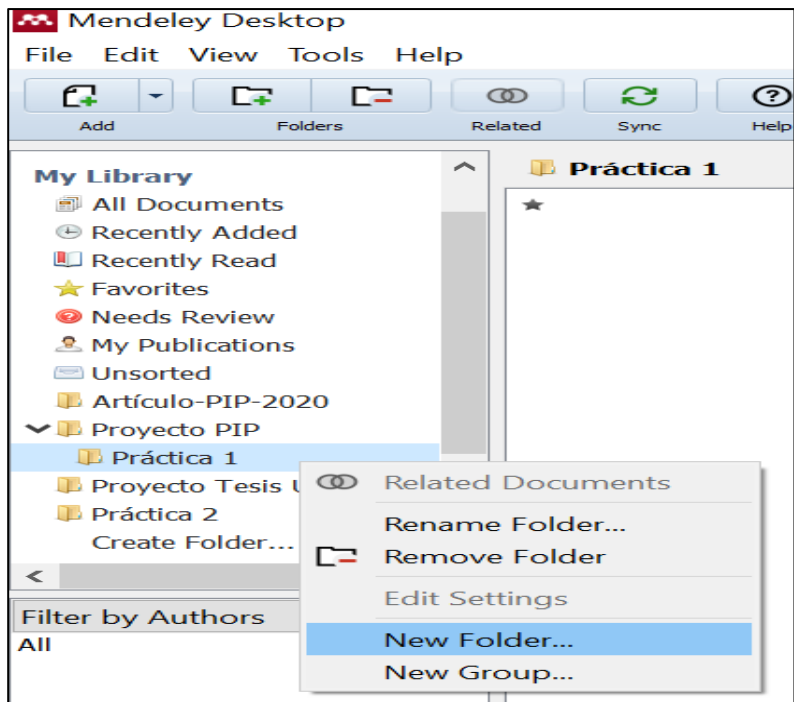 Mendeley Desktop
File Edit View Tools Help
Add Folders Related Sync Help
My Library
All Documents
Recently Added
Recently Read
Favorites
Needs Review
My Publications
Unsorted
Artículo-PIP-2020
Proyecto PIP
Práctica 1
Proyecto Tesis
Práctica 2
Create Folder...
Filter by Authors
All
Práctica 1
Related Documents
Rename Folder...
Remove Folder
Edit Settings
New Folder...
New Group...